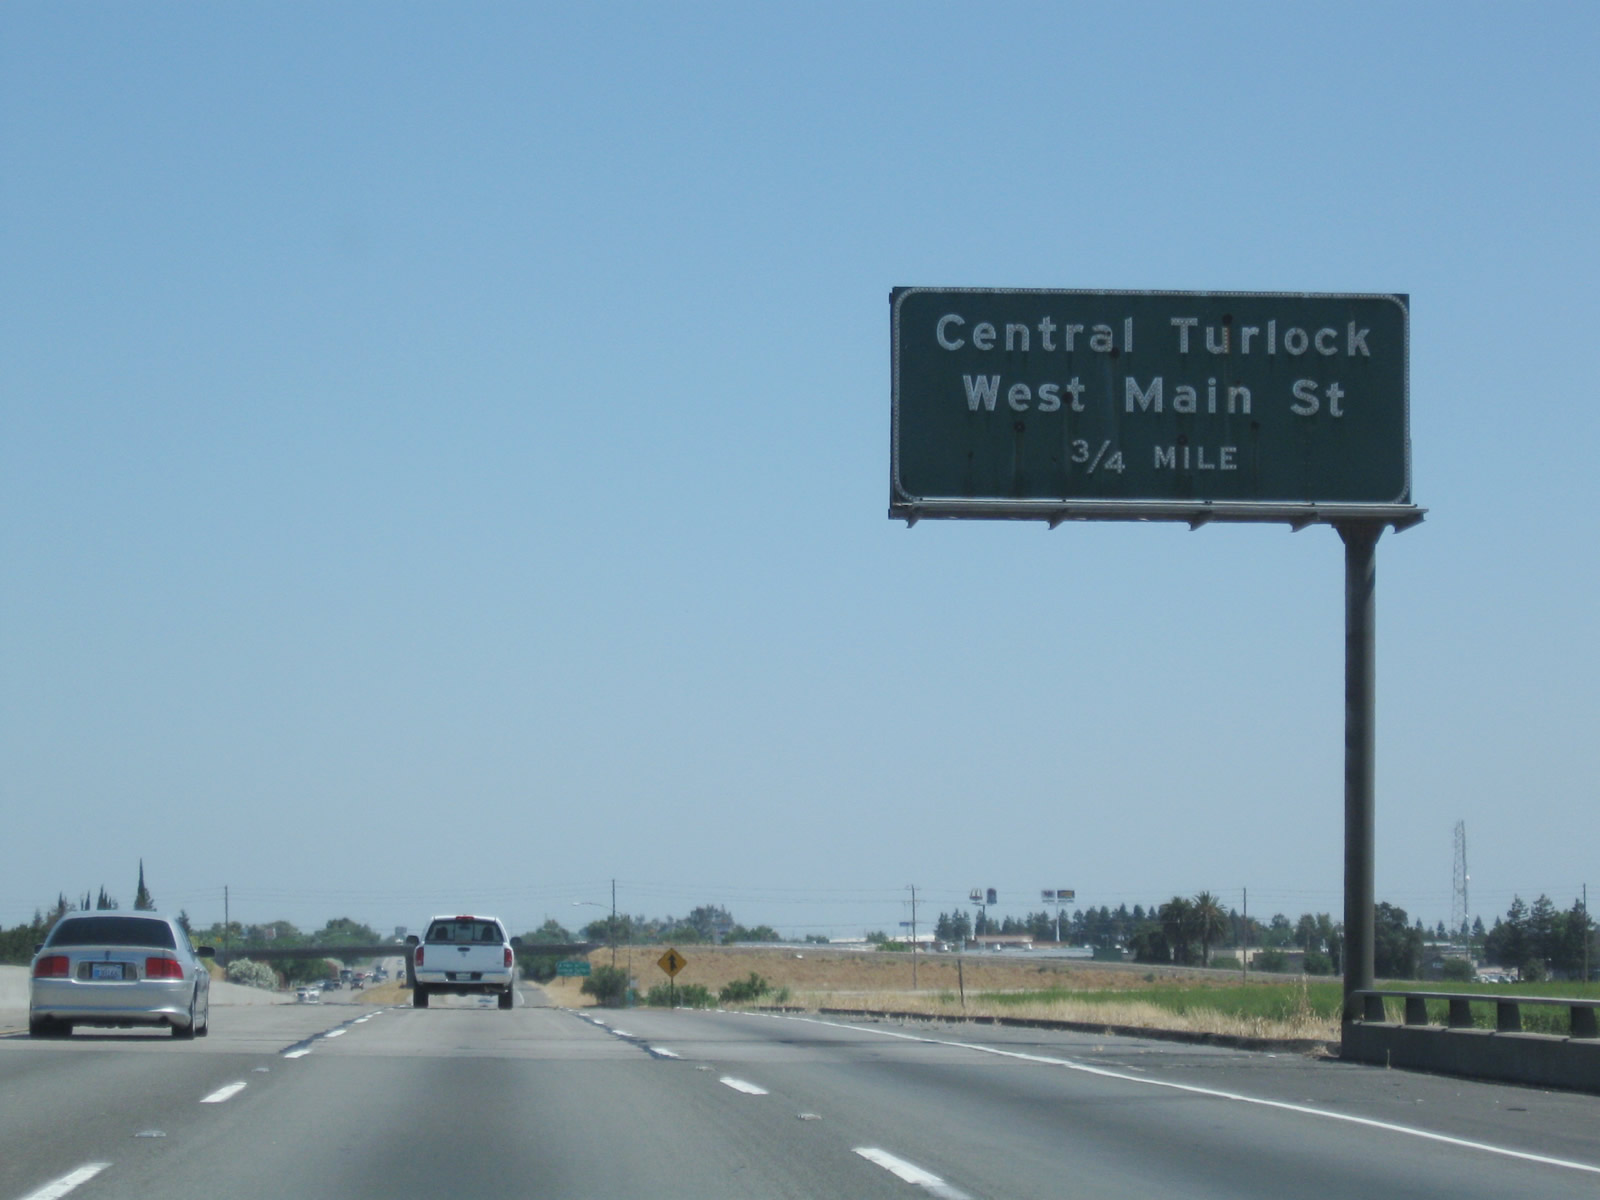 Central Turlock
West Main St
3/4 MILE